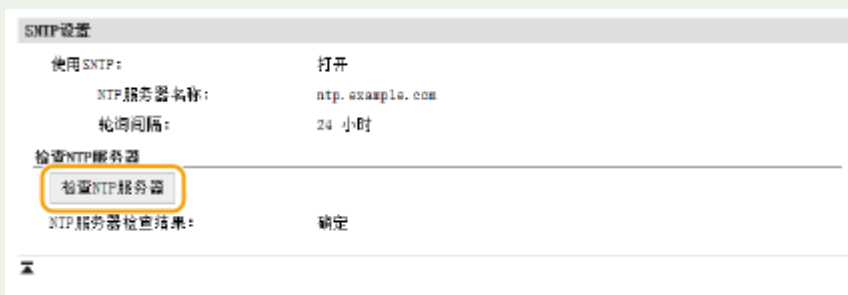 SNTP设置
使用SNTP: 打开
NTP服务器名称: ntp.example.com
轮询间隔: 24 小时
检查NTP服务器
检查NTP服务器
NTP服务器检查结果: 确定